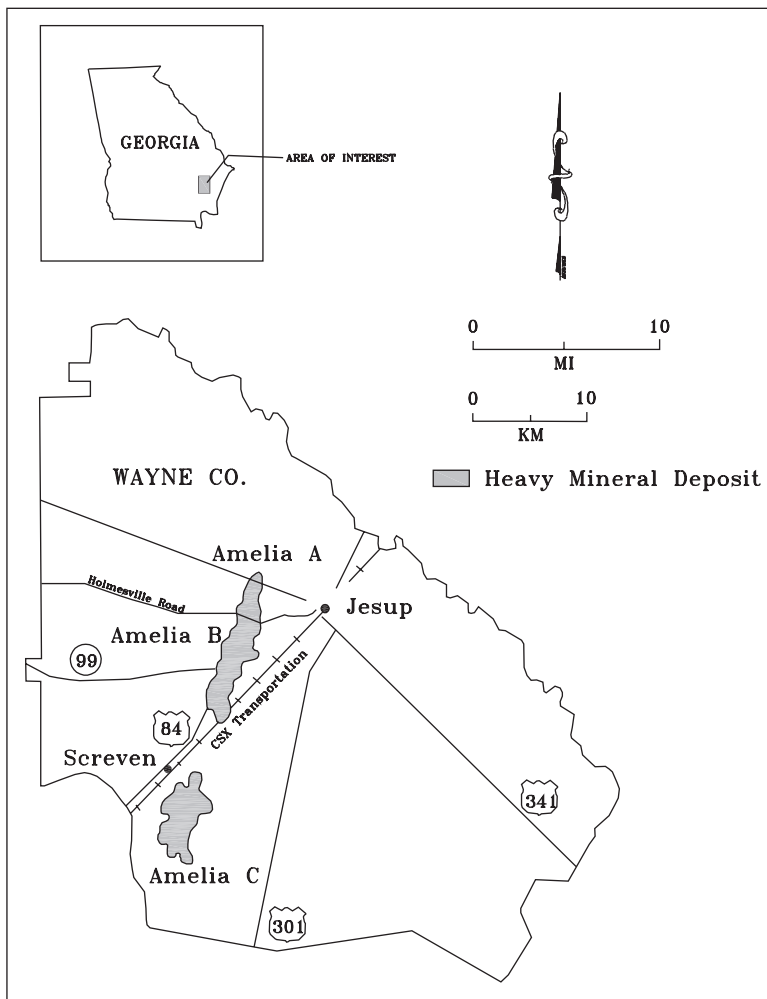 GEORGIA
AREA OF INTEREST
0 10
MI
0 10
KM
Heavy Mineral Deposit
WAYNE CO.
Amelia A
Holmesville Road
Jesup
Amelia B
99
CSX Transportation
84
Screven
341
Amelia C
301